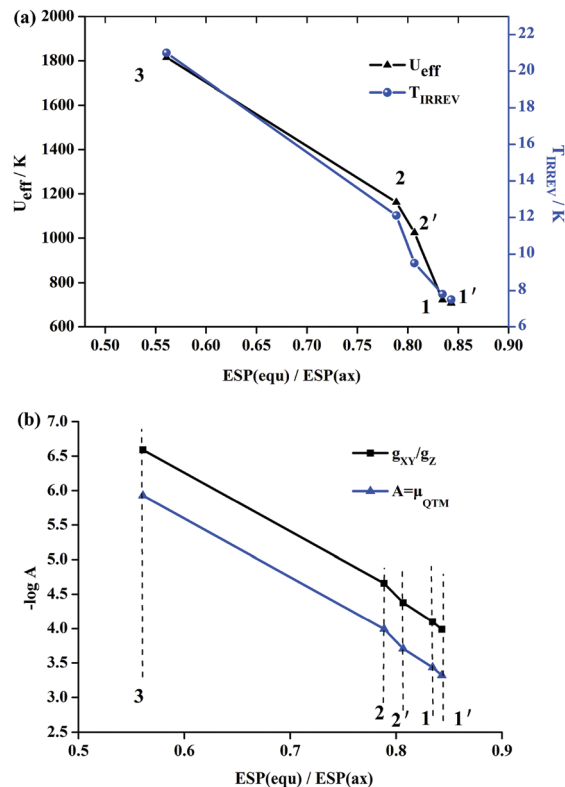 (a)
2000
1800
1600
1400
1200
1000
800
600
U_eff / K
22
20
18
16
14
12
10
8
6
T_IRREV / K
U_eff
T_IRREV
3
2
2′
1
1′
0.50 0.55 0.60 0.65 0.70 0.75 0.80 0.85 0.90
ESP(equ) / ESP(ax)
(b)
7.0
6.5
6.0
5.5
5.0
4.5
4.0
3.5
3.0
2.5
-log A
g_XY/g_Z
A=μ_QTM
3
2
2′
1
1′
0.5 0.6 0.7 0.8 0.9
ESP(equ) / ESP(ax)